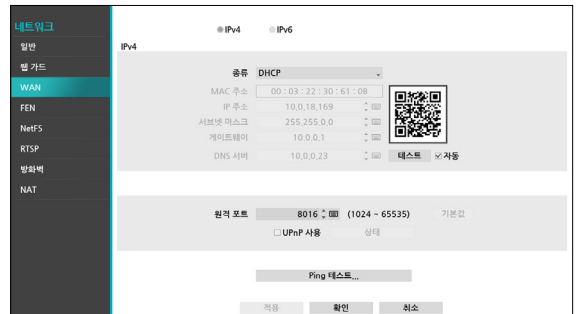 네트워크
일반
웹 가드
WAN
FEN
NetFS
RTSP
방화벽
NAT
IPv4 IPv6
IPv4
종류 DHCP
MAC 주소 00 : 03 : 22 : 30 : 61 : 08
IP 주소 10,0,18,169
서브넷 마스크 255,255,0,0
게이트웨이 10,0,0,1
DNS 서버 10,0,0,23 테스트 자동
원격 포트 8016 (1024 ~ 65535) 기본값
UPnP 사용 상태
Ping 테스트...
적용 확인 취소